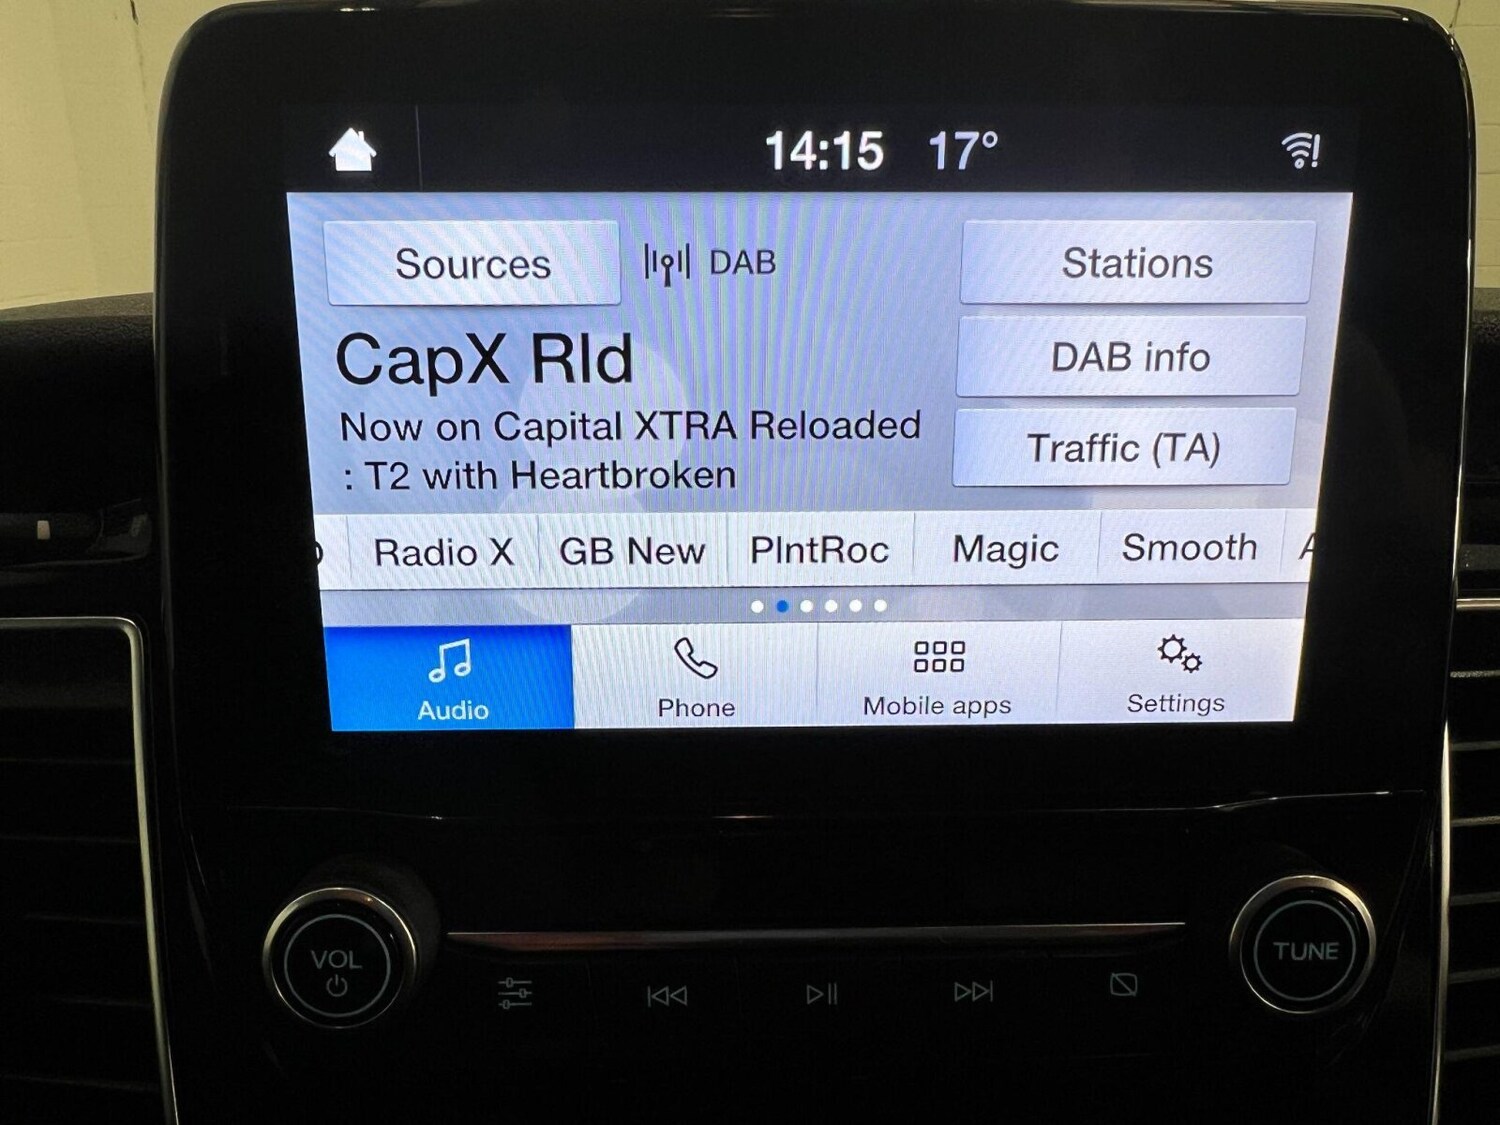 14:15 17°
Sources DAB Stations
CapX Rld
DAB info
Now on Capital XTRA Reloaded
: T2 with Heartbroken
Traffic (TA)
Radio X GB New PlntRoc Magic Smooth
Audio Phone Mobile apps Settings
VOL TUNE